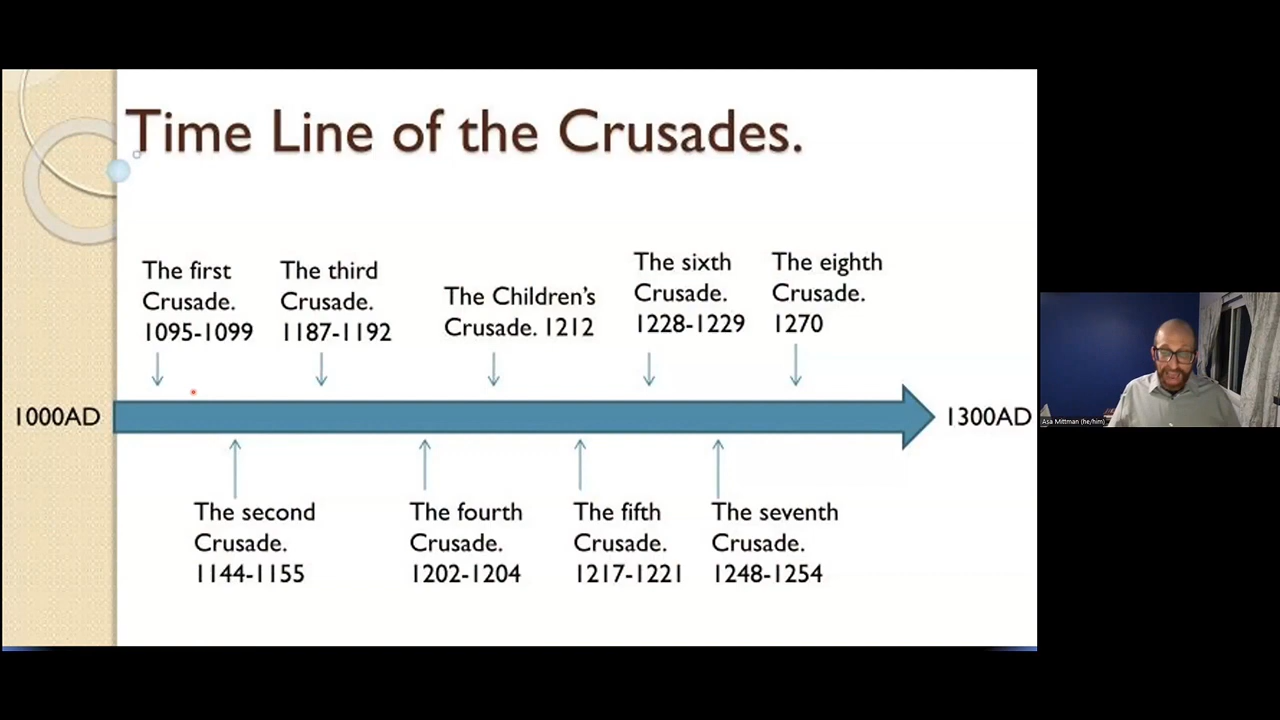 Time Line of the Crusades.
The first
Crusade.
1095-1099
The third
Crusade.
1187-1192
The Children's
Crusade. 1212
The sixth
Crusade.
1228-1229
The eighth
Crusade.
1270
1000AD
1300AD
The second
Crusade.
1144-1155
The fourth
Crusade.
1202-1204
The fifth
Crusade.
1217-1221
The seventh
Crusade.
1248-1254
Asa Mittman (he/him)